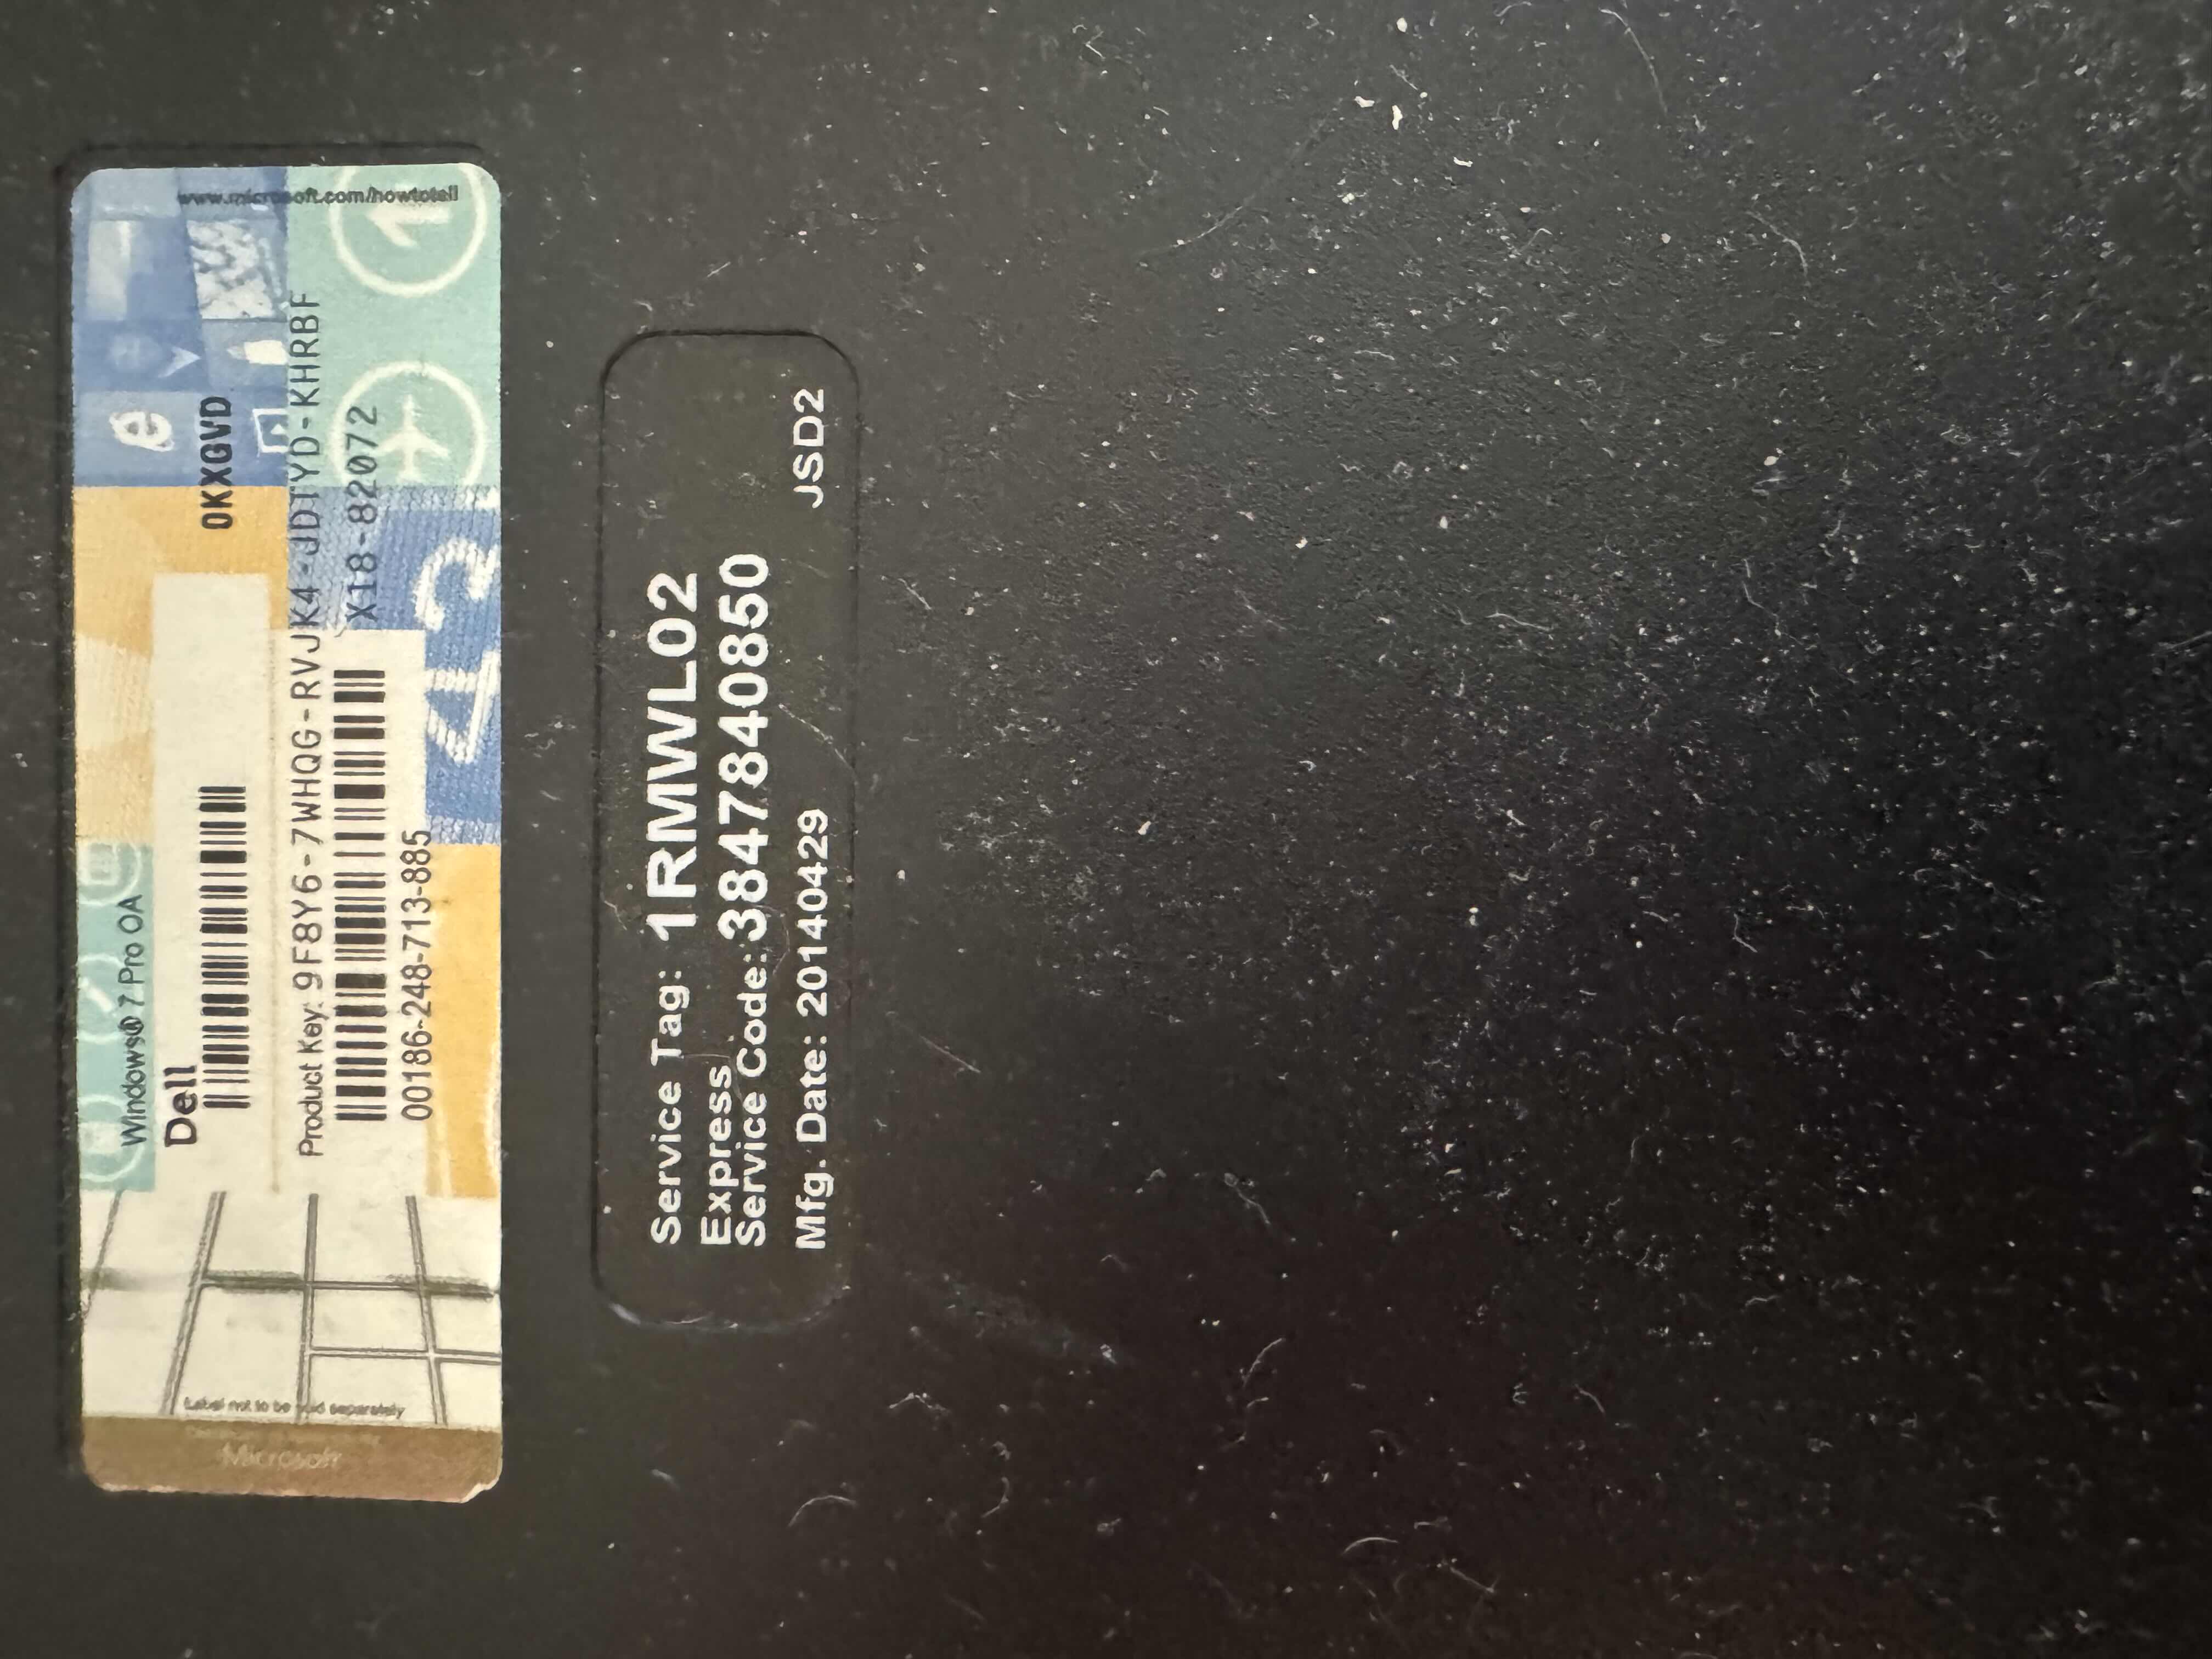 Windows® 7 Pro OA
Dell
0KXGVD
Product Key: 9F8Y6-7WHQG-RVJK4-JDTYD-KHRBF
X18-82072
00186-248-713-885
www.microsoft.com/howtotell
Label not to be sold separately
Microsoft
Service Tag: 1RMWL02
Express
Service Code: 3847840850
Mfg. Date: 20140429 JSD2